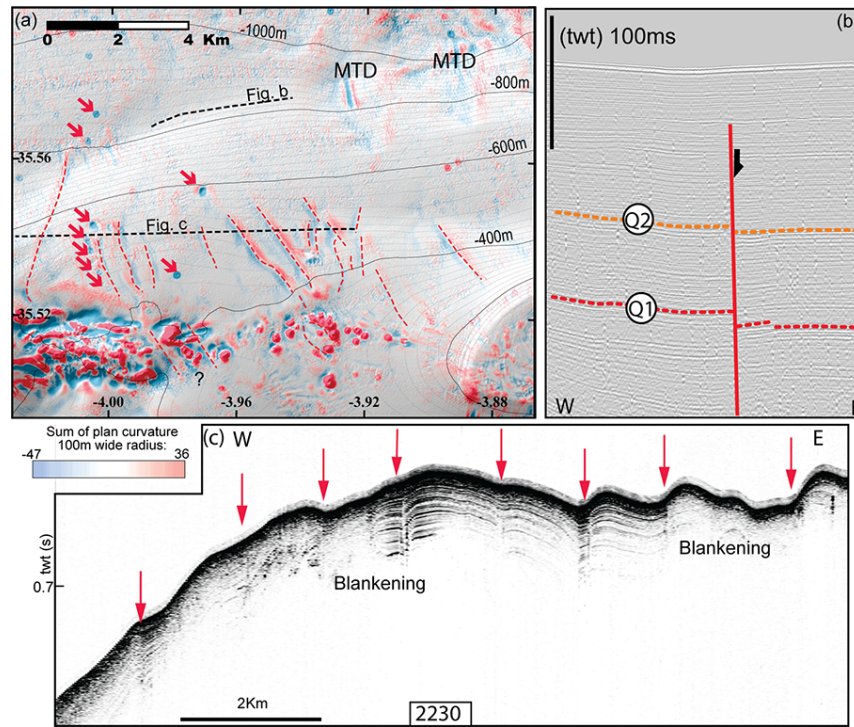 (a)
0 2 4 Km
-1000m
MTD
MTD
-800m
Fig. b
35.56
-600m
Fig. c
-400m
35.52
?
-4.00 -3.96 -3.92 -3.88
(twt) 100ms
(b)
Q2
Q1
W
Sum of plan curvature
100m wide radius:
-47 36
(c) W
E
Blankening
Blankening
0.7
twt (s)
2Km
2230